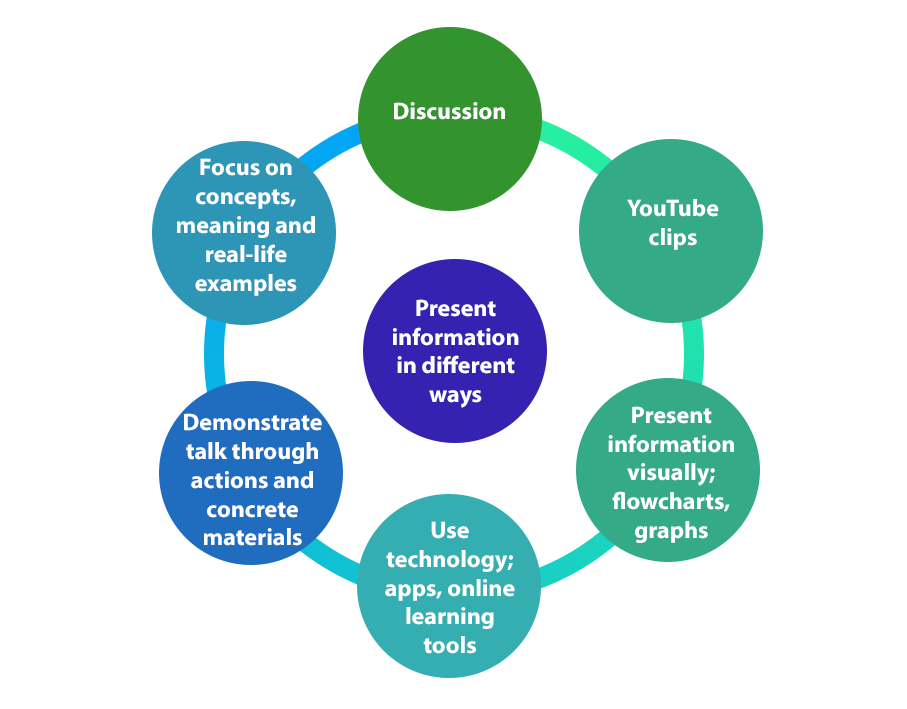 Discussion
YouTube
clips
Present
information
visually;
flowcharts,
graphs
Use
technology;
apps, online
learning
tools
Demonstrate
talk through
actions and
concrete
materials
Focus on
concepts,
meaning and
real-life
examples
Present
information
in different
ways